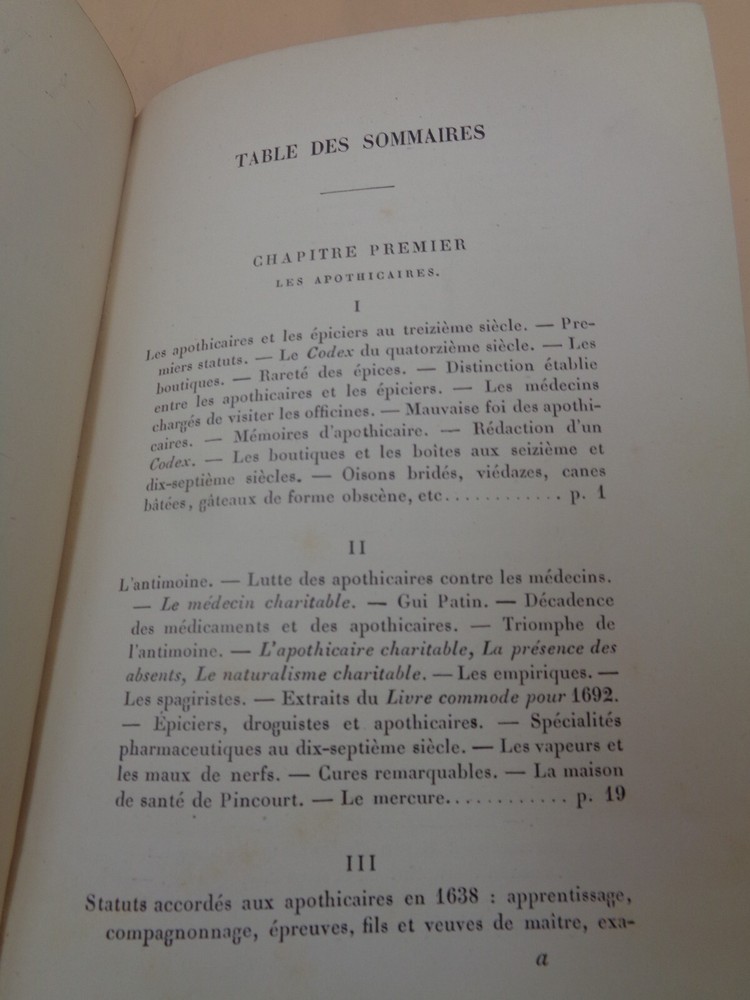 TABLE DES SOMMAIRES
CHAPITRE PREMIER
LES APOTHICAIRES.
I
Les apothicaires et les épiciers au treizième siècle. — Pre-
miers statuts. — Le Codex du quatorzième siècle. — Les
boutiques. — Rareté des épices. — Distinction établie
entre les apothicaires et les épiciers. — Les médecins
chargés de visiter les officines. — Mauvaise foi des apothi-
caires. — Mémoires d'apothicaire. — Rédaction d'un
Codex. — Les boutiques et les boîtes aux seizième et
dix-septième siècles. — Oisons bridés, viédazes, canes
bâtées, gâteaux de forme obscène, etc............ p. 1
II
L'antimoine. — Lutte des apothicaires contre les médecins.
— Le médecin charitable. — Gui Patin. — Décadence
des médicaments et des apothicaires. — Triomphe de
l'antimoine. — L'apothicaire charitable, La présence des
absents, Le naturalisme charitable. — Les empiriques. —
Les spagiristes. — Extraits du Livre commode pour 1692.
— Épiciers, droguistes et apothicaires. — Spécialités
pharmaceutiques au dix-septième siècle. — Les vapeurs et
les maux de nerfs. — Cures remarquables. — La maison
de santé de Pincourt. — Le mercure............ p. 19
III
Statuts accordés aux apothicaires en 1638 : apprentissage,
compagnonnage, épreuves, fils et veuves de maître, exa-
a